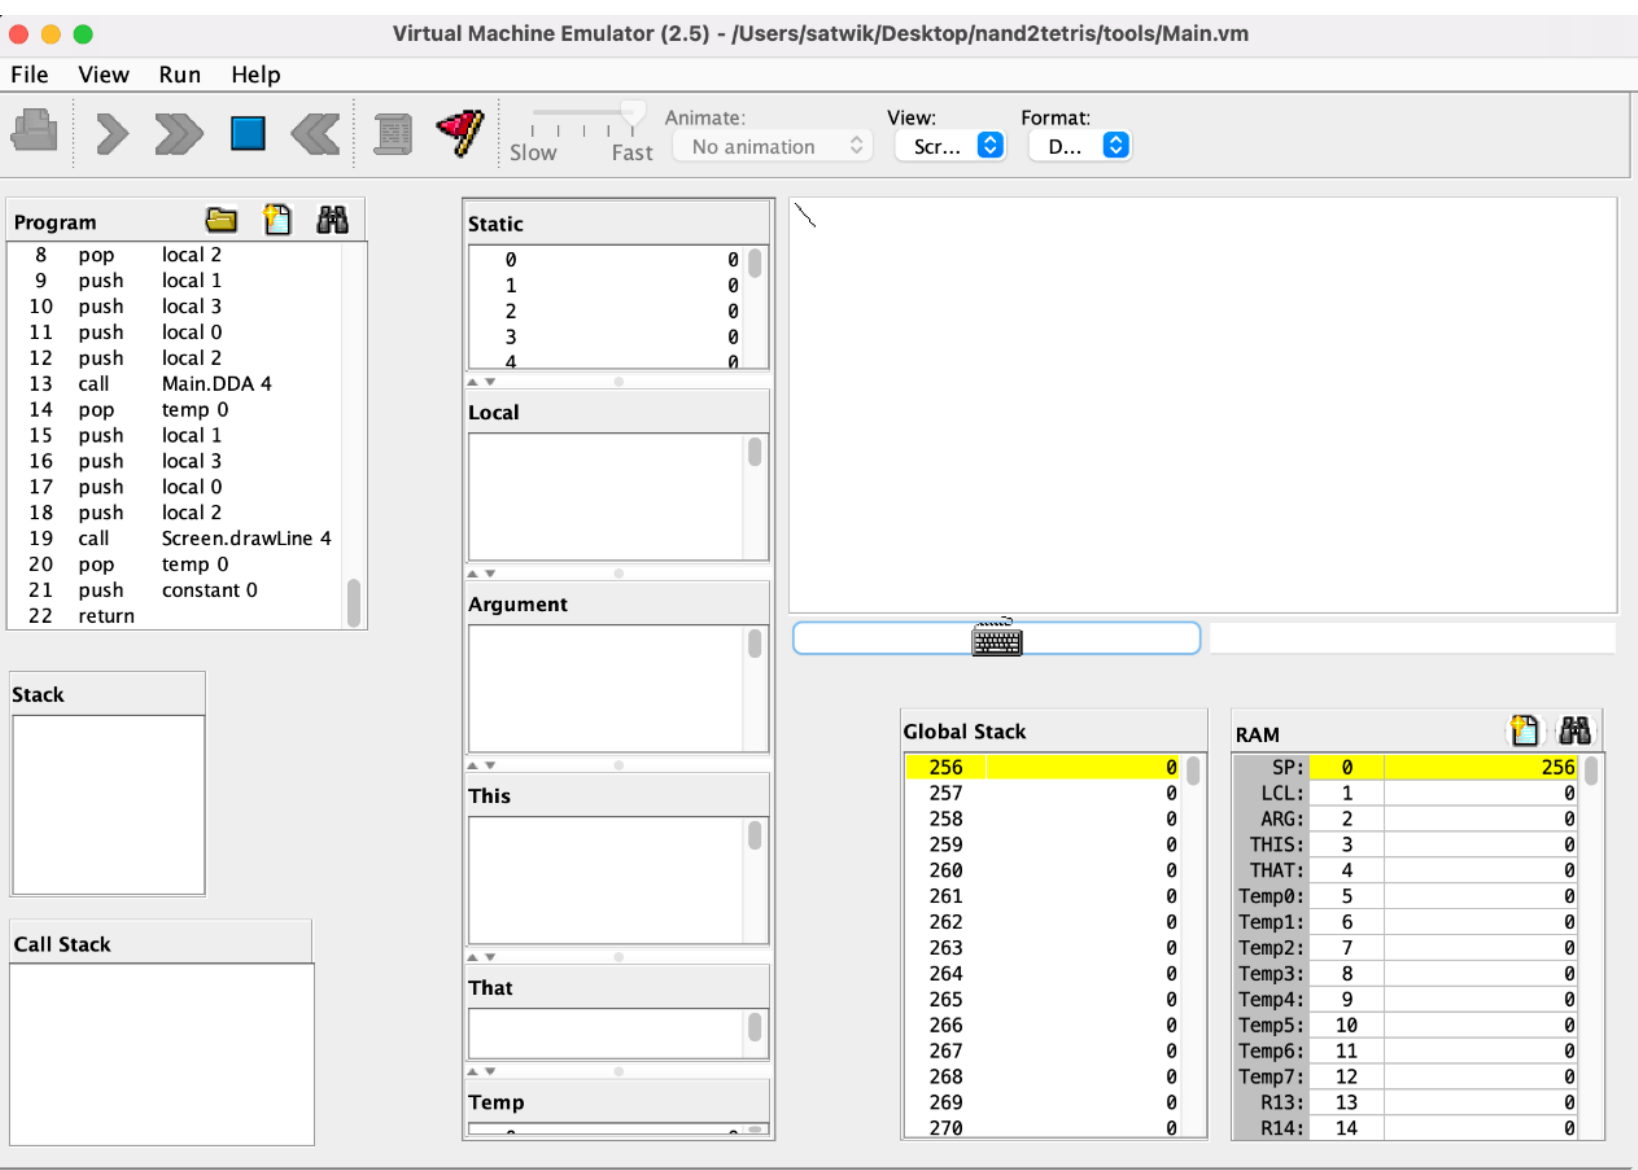 Virtual Machine Emulator (2.5) - /Users/satwik/Desktop/nand2tetris/tools/Main.vm
File View Run Help
Slow Fast
Animate:
No animation
View:
Scr...
Format:
D...
Program
8 pop local 2
9 push local 1
10 push local 3
11 push local 0
12 push local 2
13 call Main.DDA 4
14 pop temp 0
15 push local 1
16 push local 3
17 push local 0
18 push local 2
19 call Screen.drawLine 4
20 pop temp 0
21 push constant 0
22 return
Stack
Call Stack
Static
0 0
1 0
2 0
3 0
4 0
Local
Argument
This
That
Temp
Global Stack
256 0
257 0
258 0
259 0
260 0
261 0
262 0
263 0
264 0
265 0
266 0
267 0
268 0
269 0
270 0
RAM
SP: 0 256
LCL: 1 0
ARG: 2 0
THIS: 3 0
THAT: 4 0
Temp0: 5 0
Temp1: 6 0
Temp2: 7 0
Temp3: 8 0
Temp4: 9 0
Temp5: 10 0
Temp6: 11 0
Temp7: 12 0
R13: 13 0
R14: 14 0